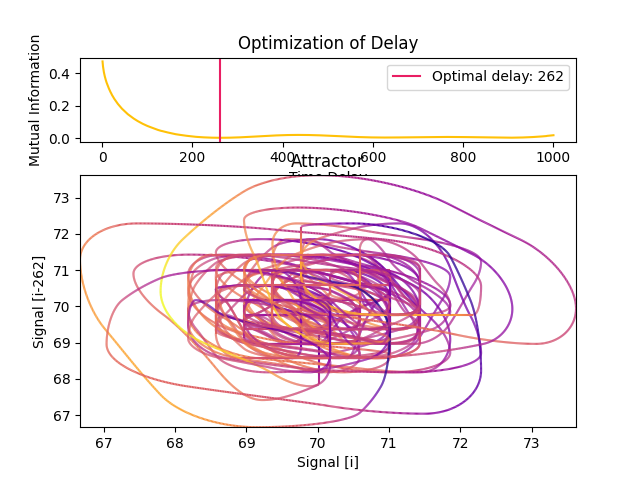 Optimization of Delay
Mutual Information
0.4
0.2
0.0
Optimal delay: 262
0 200 400 600 800 1000
Time Delay
Attractor
Signal [i-262]
73
72
71
70
69
68
67
67 68 69 70 71 72 73
Signal [i]